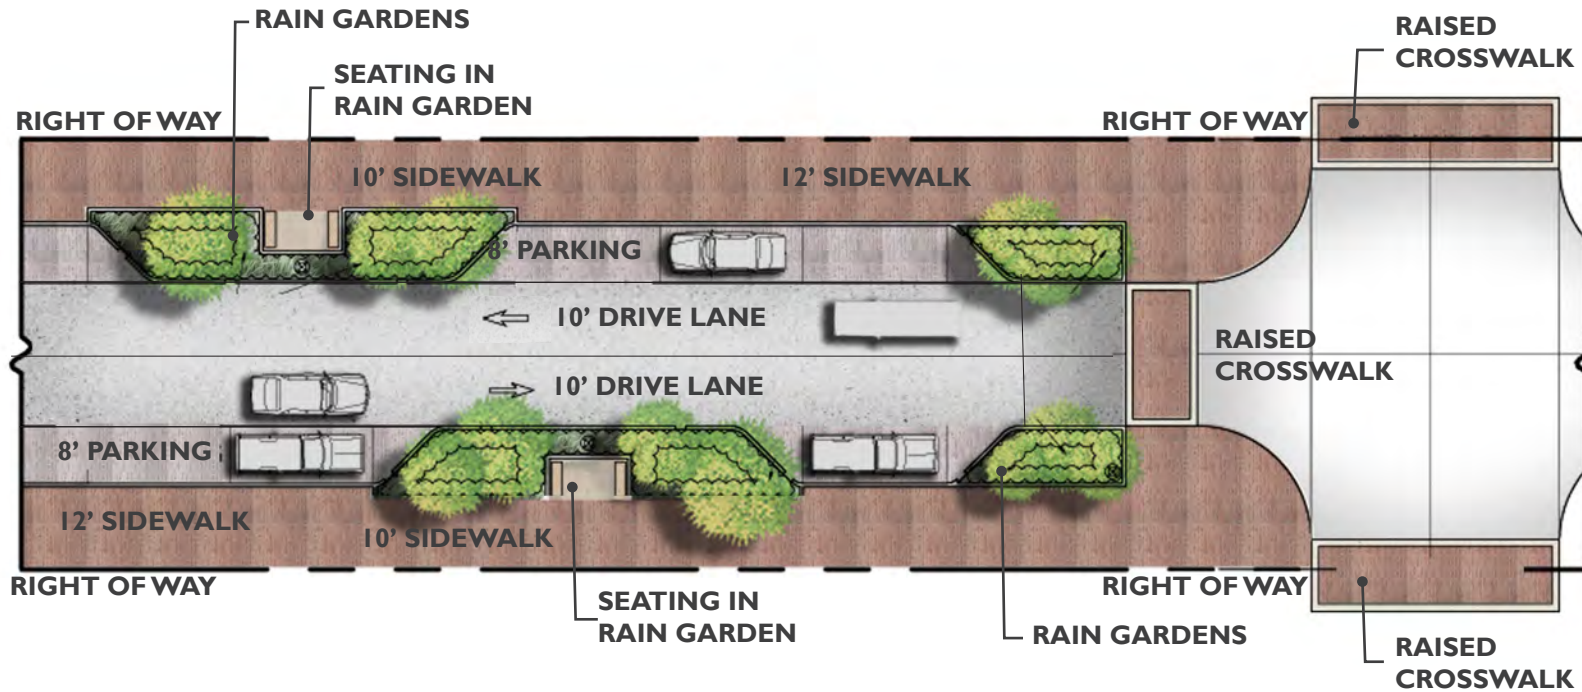 RAIN GARDENS
RAISED
CROSSWALK
SEATING IN
RAIN GARDEN
RIGHT OF WAY
RIGHT OF WAY
10’ SIDEWALK
12’ SIDEWALK
8’ PARKING
10’ DRIVE LANE
RAISED
CROSSWALK
10’ DRIVE LANE
8’ PARKING
12’ SIDEWALK
10’ SIDEWALK
RIGHT OF WAY
RIGHT OF WAY
SEATING IN
RAIN GARDEN
RAIN GARDENS
RAISED
CROSSWALK